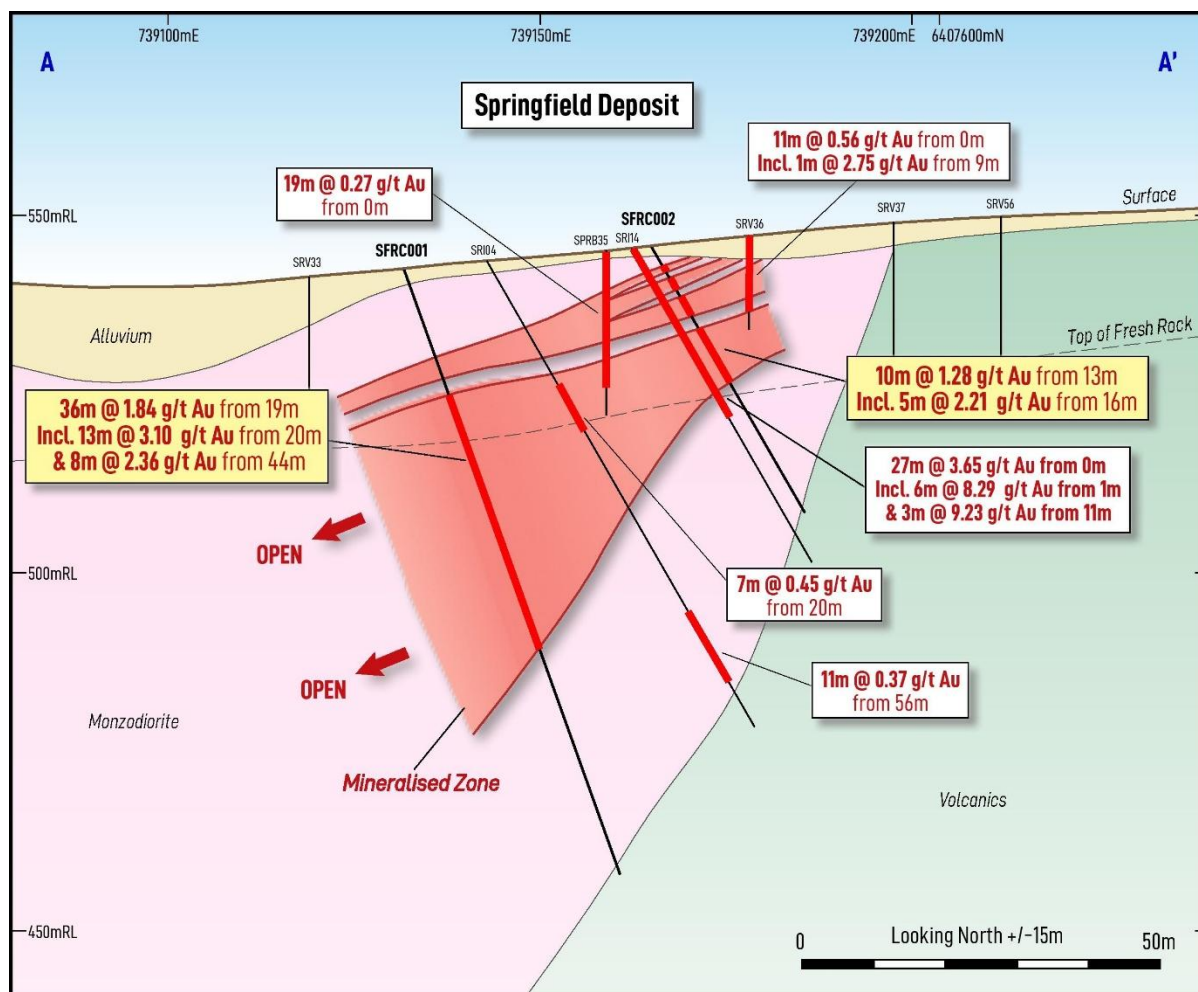 739100mE
739150mE
739200mE
6407600mN
A
A'
Springfield Deposit
11m @ 0.56 g/t Au from 0m
Incl. 1m @ 2.75 g/t Au from 9m
19m @ 0.27 g/t Au
from 0m
550mRL
Surface
SRV33
SFRC001
SRI04
SPRB35
SRI14
SFRC002
SRV36
SRV37
SRV56
Alluvium
Top of Fresh Rock
36m @ 1.84 g/t Au from 19m
Incl. 13m @ 3.10 g/t Au from 20m
& 8m @ 2.36 g/t Au from 44m
10m @ 1.28 g/t Au from 13m
Incl. 5m @ 2.21 g/t Au from 16m
27m @ 3.65 g/t Au from 0m
Incl. 6m @ 8.29 g/t Au from 1m
& 3m @ 9.23 g/t Au from 11m
OPEN
500mRL
7m @ 0.45 g/t Au
from 20m
OPEN
11m @ 0.37 g/t Au
from 56m
Monzodiorite
Mineralised Zone
Volcanics
450mRL
0
Looking North +/-15m
50m